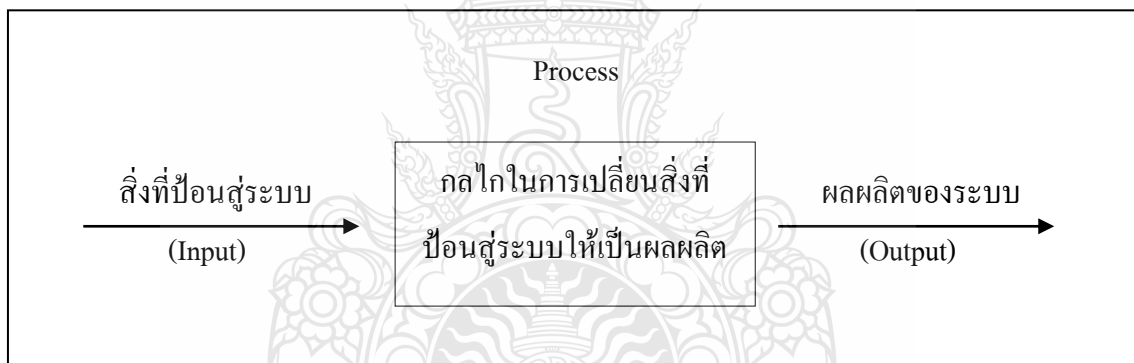 Process
สิ่งที่ป้อนสู่ระบบ
(Input)
กลไกในการเปลี่ยนสิ่งที่
ป้อนสู่ระบบให้เป็นผลผลิต
ผลผลิตของระบบ
(Output)